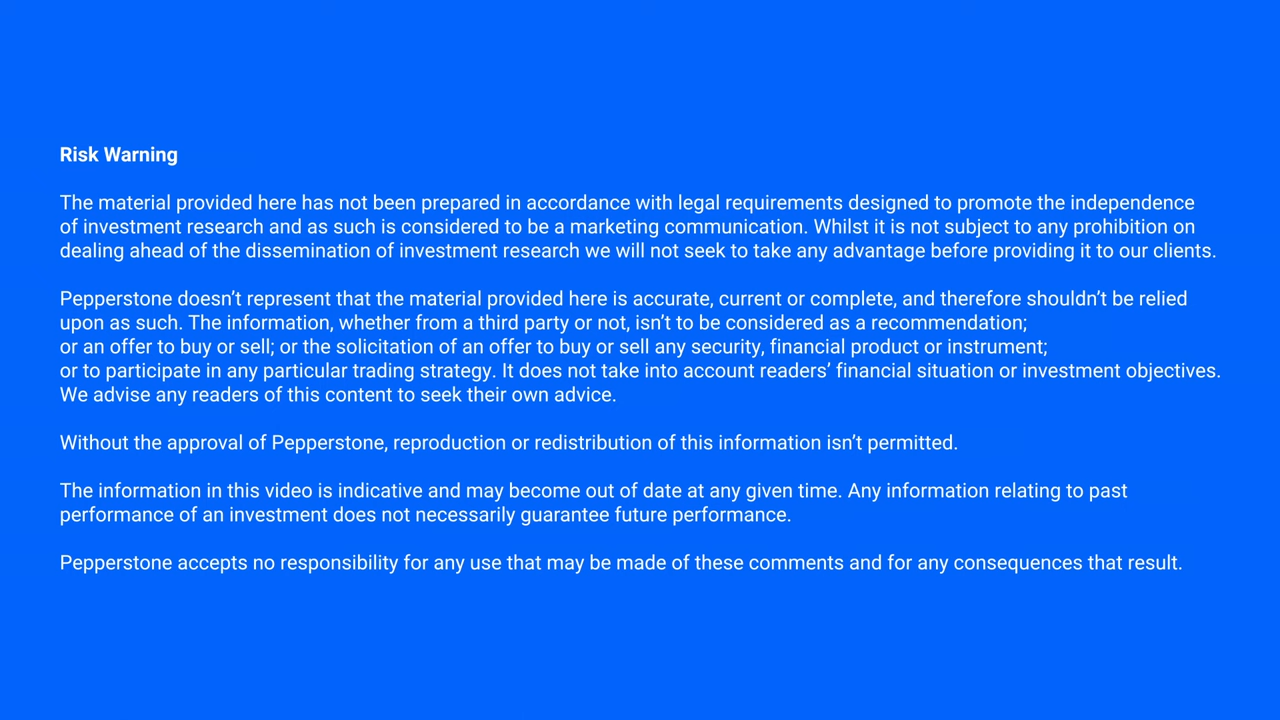 Risk Warning
The material provided here has not been prepared in accordance with legal requirements designed to promote the independence
of investment research and as such is considered to be a marketing communication. Whilst it is not subject to any prohibition on
dealing ahead of the dissemination of investment research we will not seek to take any advantage before providing it to our clients.
Pepperstone doesn’t represent that the material provided here is accurate, current or complete, and therefore shouldn’t be relied
upon as such. The information, whether from a third party or not, isn’t to be considered as a recommendation;
or an offer to buy or sell; or the solicitation of an offer to buy or sell any security, financial product or instrument;
or to participate in any particular trading strategy. It does not take into account readers’ financial situation or investment objectives.
We advise any readers of this content to seek their own advice.
Without the approval of Pepperstone, reproduction or redistribution of this information isn’t permitted.
The information in this video is indicative and may become out of date at any given time. Any information relating to past
performance of an investment does not necessarily guarantee future performance.
Pepperstone accepts no responsibility for any use that may be made of these comments and for any consequences that result.